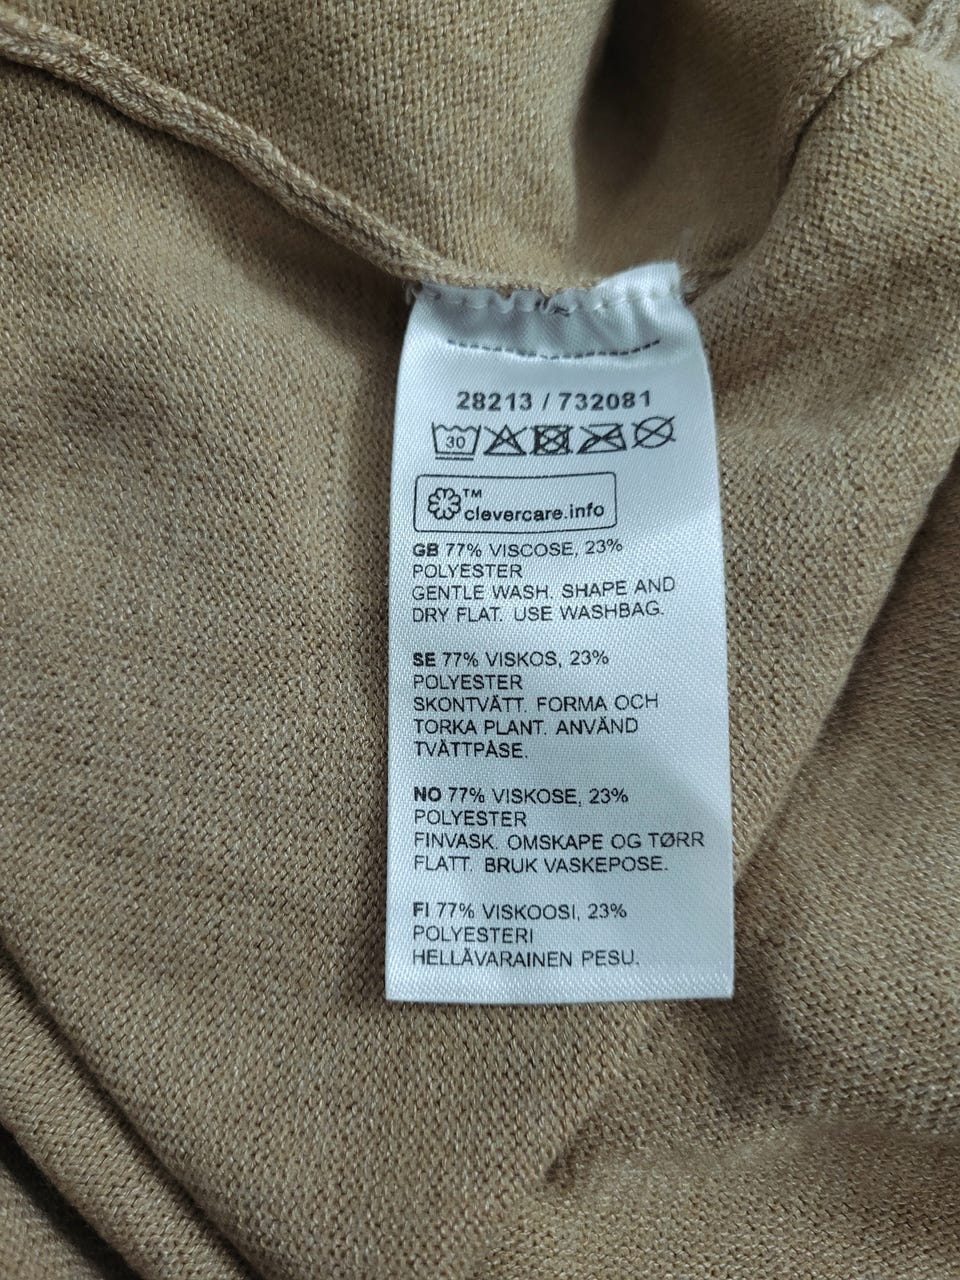 28213 / 732081
30
TM
clevercare.info
GB 77% VISCOSE, 23%
POLYESTER
GENTLE WASH. SHAPE AND
DRY FLAT. USE WASHBAG.
SE 77% VISKOS, 23%
POLYESTER
SKONTVÄTT. FORMA OCH
TORKA PLANT. ANVÄND
TVÄTTPÅSE.
NO 77% VISKOSE, 23%
POLYESTER
FINVASK. OMSKAPE OG TØRR
FLATT. BRUK VASKEPOSE.
FI 77% VISKOOSI, 23%
POLYESTERI
HELLÄVARAINEN PESU.